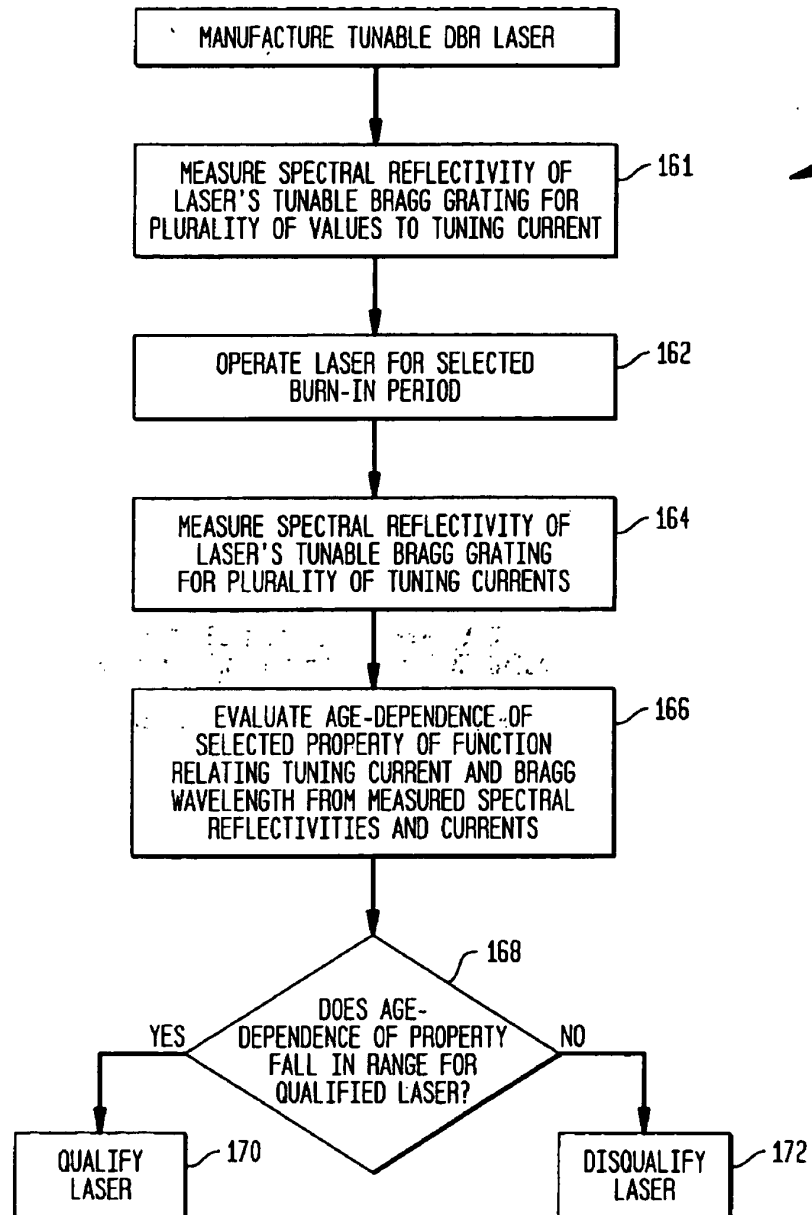 MANUFACTURE TUNABLE DBR LASER
MEASURE SPECTRAL REFLECTIVITY OF
LASER'S TUNABLE BRAGG GRATING FOR
PLURALITY OF VALUES TO TUNING CURRENT
161
OPERATE LASER FOR SELECTED
BURN-IN PERIOD
162
MEASURE SPECTRAL REFLECTIVITY OF
LASER'S TUNABLE BRAGG GRATING
FOR PLURALITY OF TUNING CURRENTS
164
EVALUATE AGE-DEPENDENCE OF
SELECTED PROPERTY OF FUNCTION
RELATING TUNING CURRENT AND BRAGG
WAVELENGTH FROM MEASURED SPECTRAL
REFLECTIVITIES AND CURRENTS
166
168
DOES AGE-
DEPENDENCE OF PROPERTY
FALL IN RANGE FOR
QUALIFIED LASER?
YES
NO
QUALIFY
LASER
170
DISQUALIFY
LASER
172